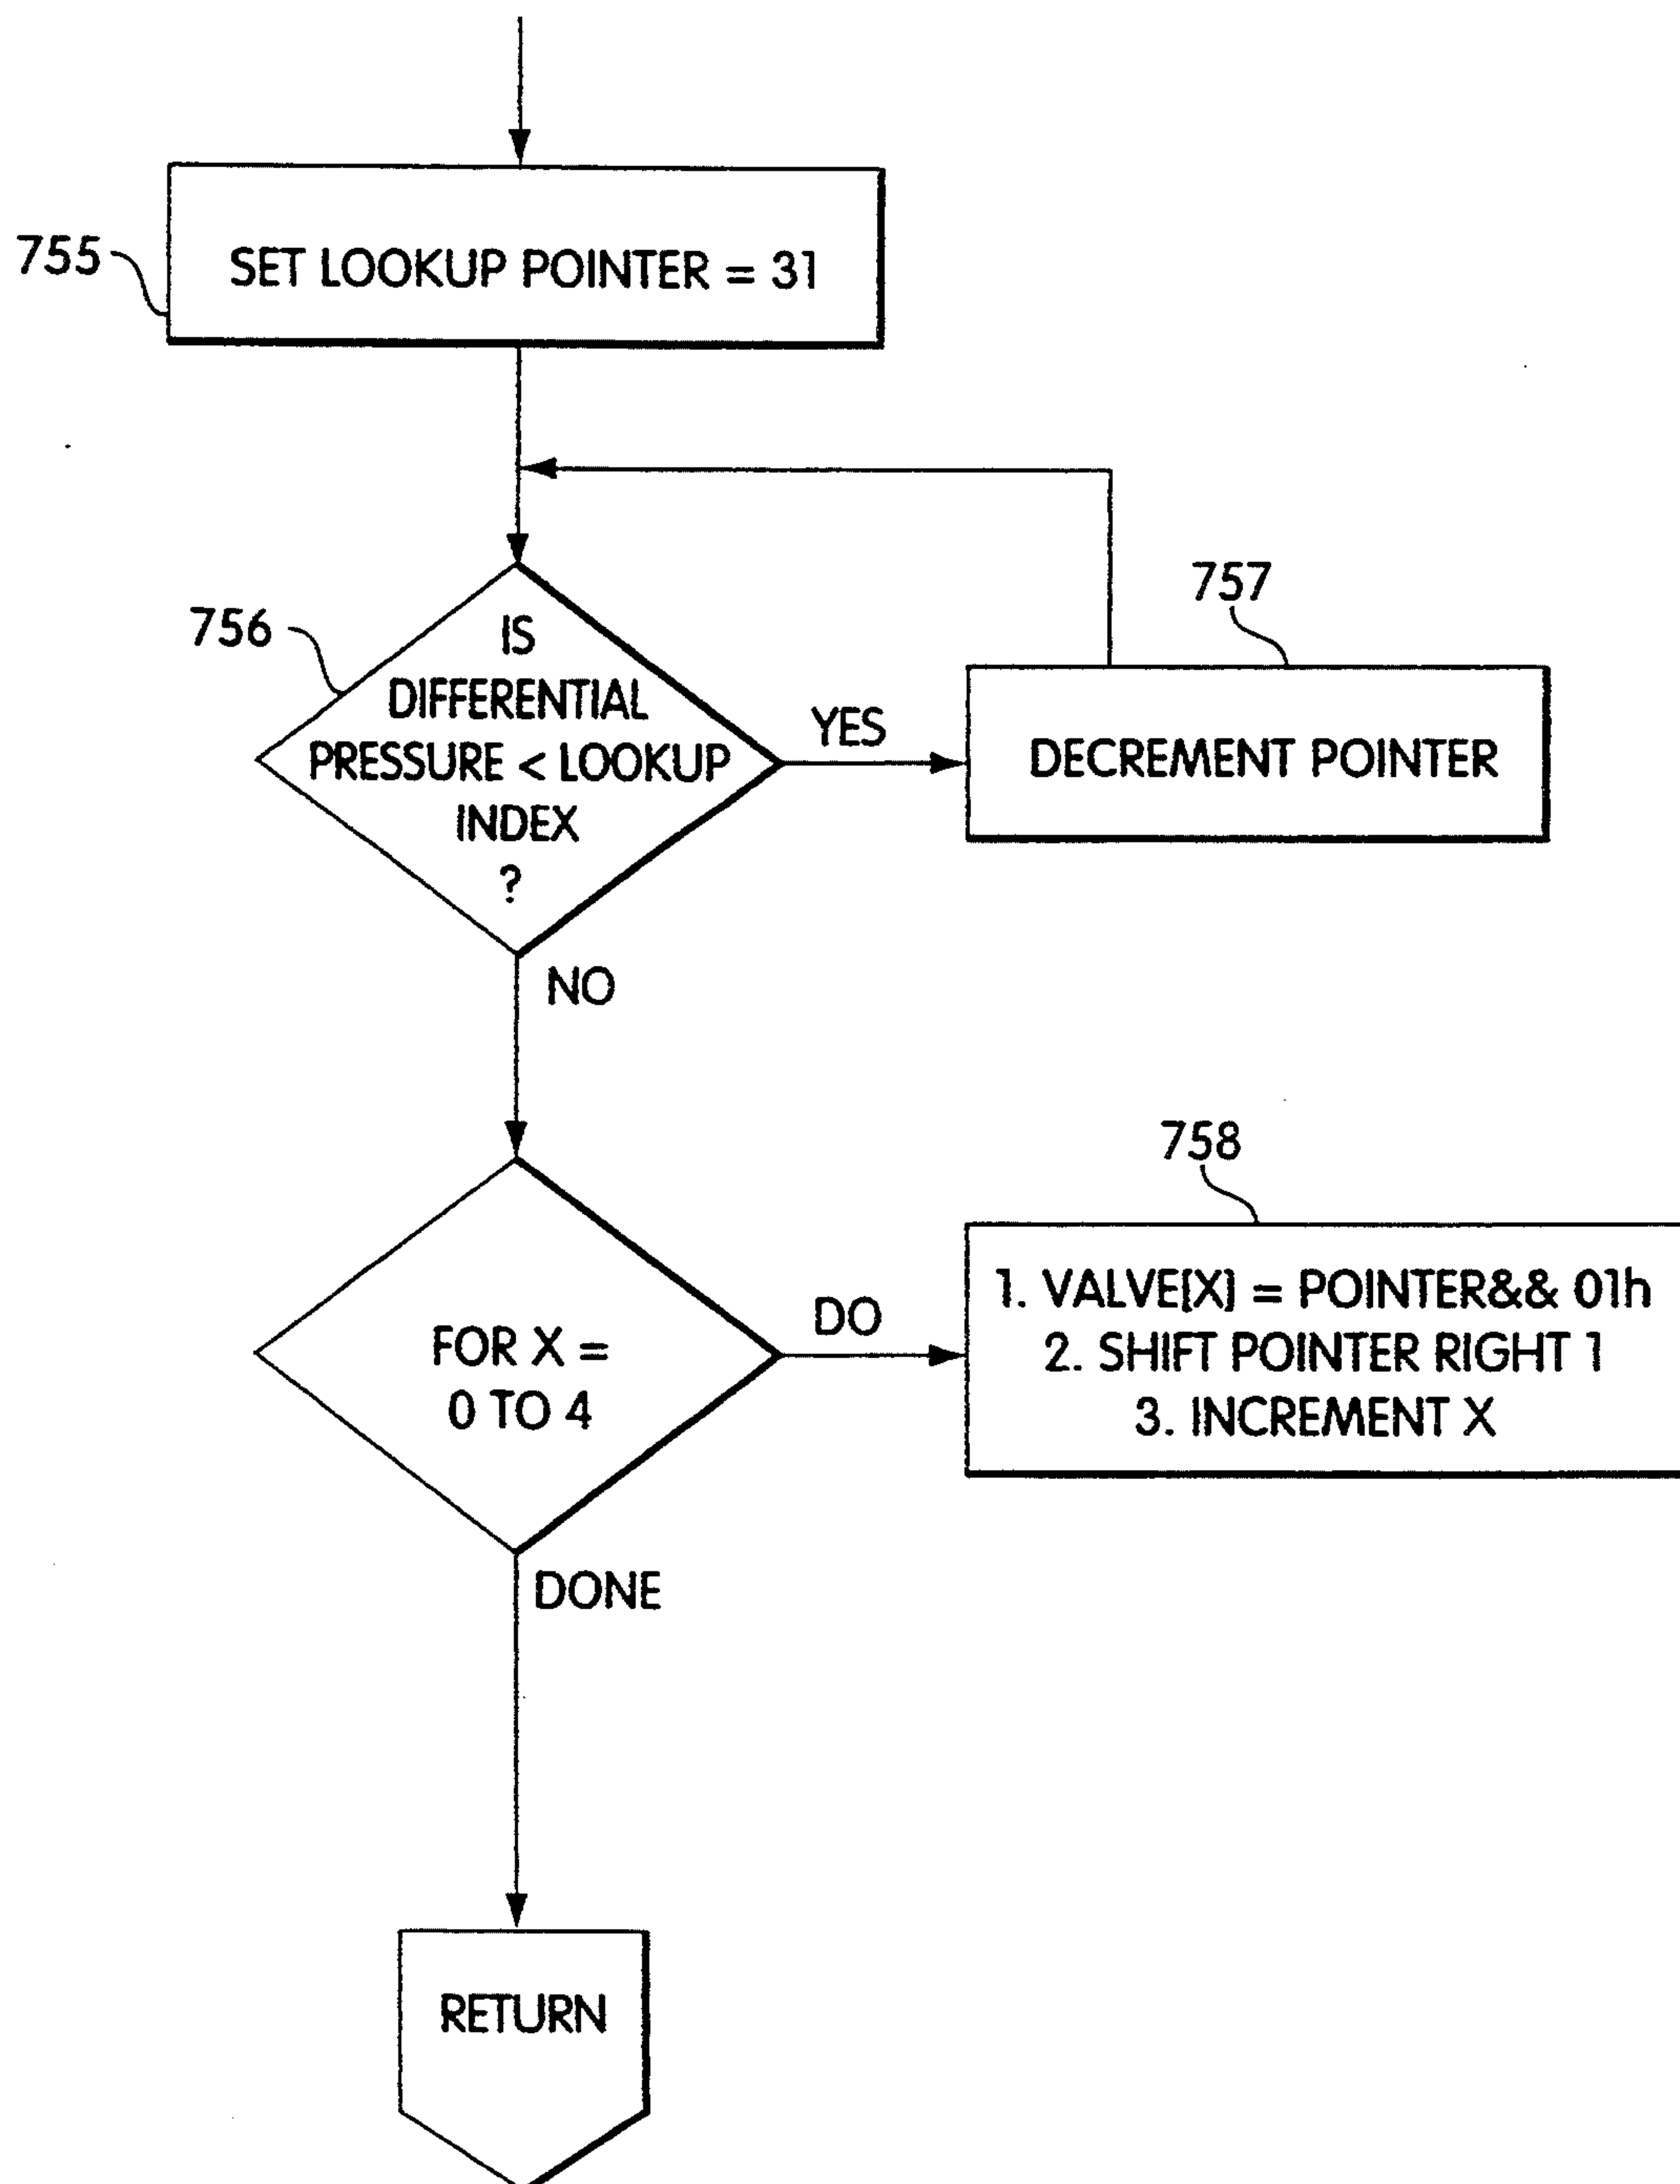 755
SET LOOKUP POINTER = 31
756
IS
DIFFERENTIAL
PRESSURE < LOOKUP
INDEX
?
YES
757
DECREMENT POINTER
NO
FOR X =
0 TO 4
DO
758
1. VALVE[X] = POINTER&& 01h
2. SHIFT POINTER RIGHT 1
3. INCREMENT X
DONE
RETURN